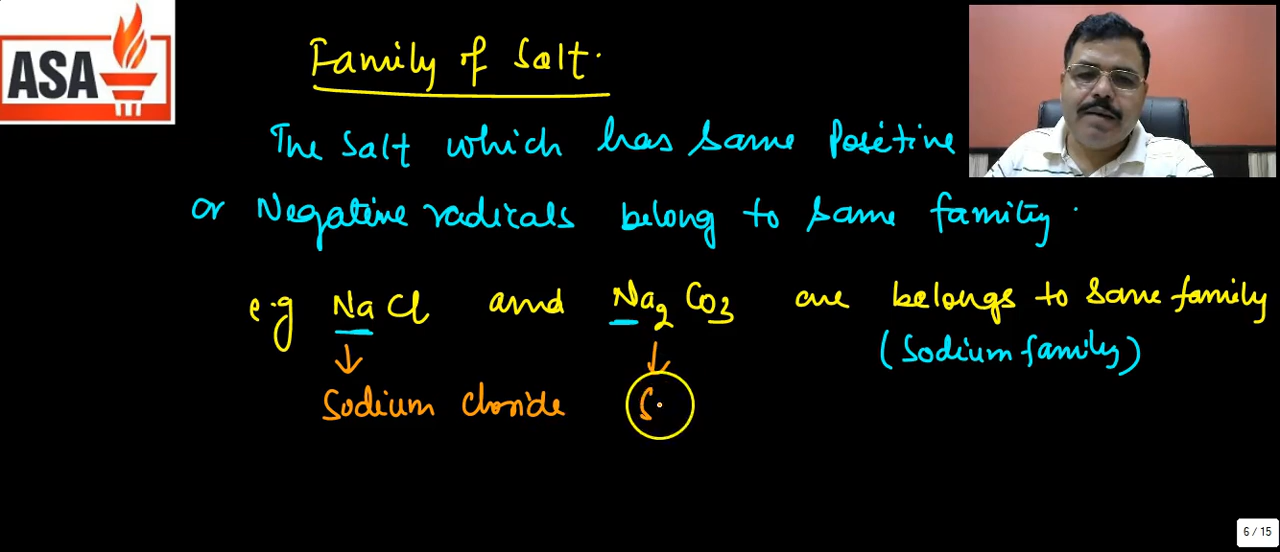 ASA
Family of Salt.
The Salt which has Same Positive
or Negative radicals belong to same family.
e.g NaCl and Na2CO3 are belongs to same family
(Sodium family)
Sodium cloride S
6 / 15